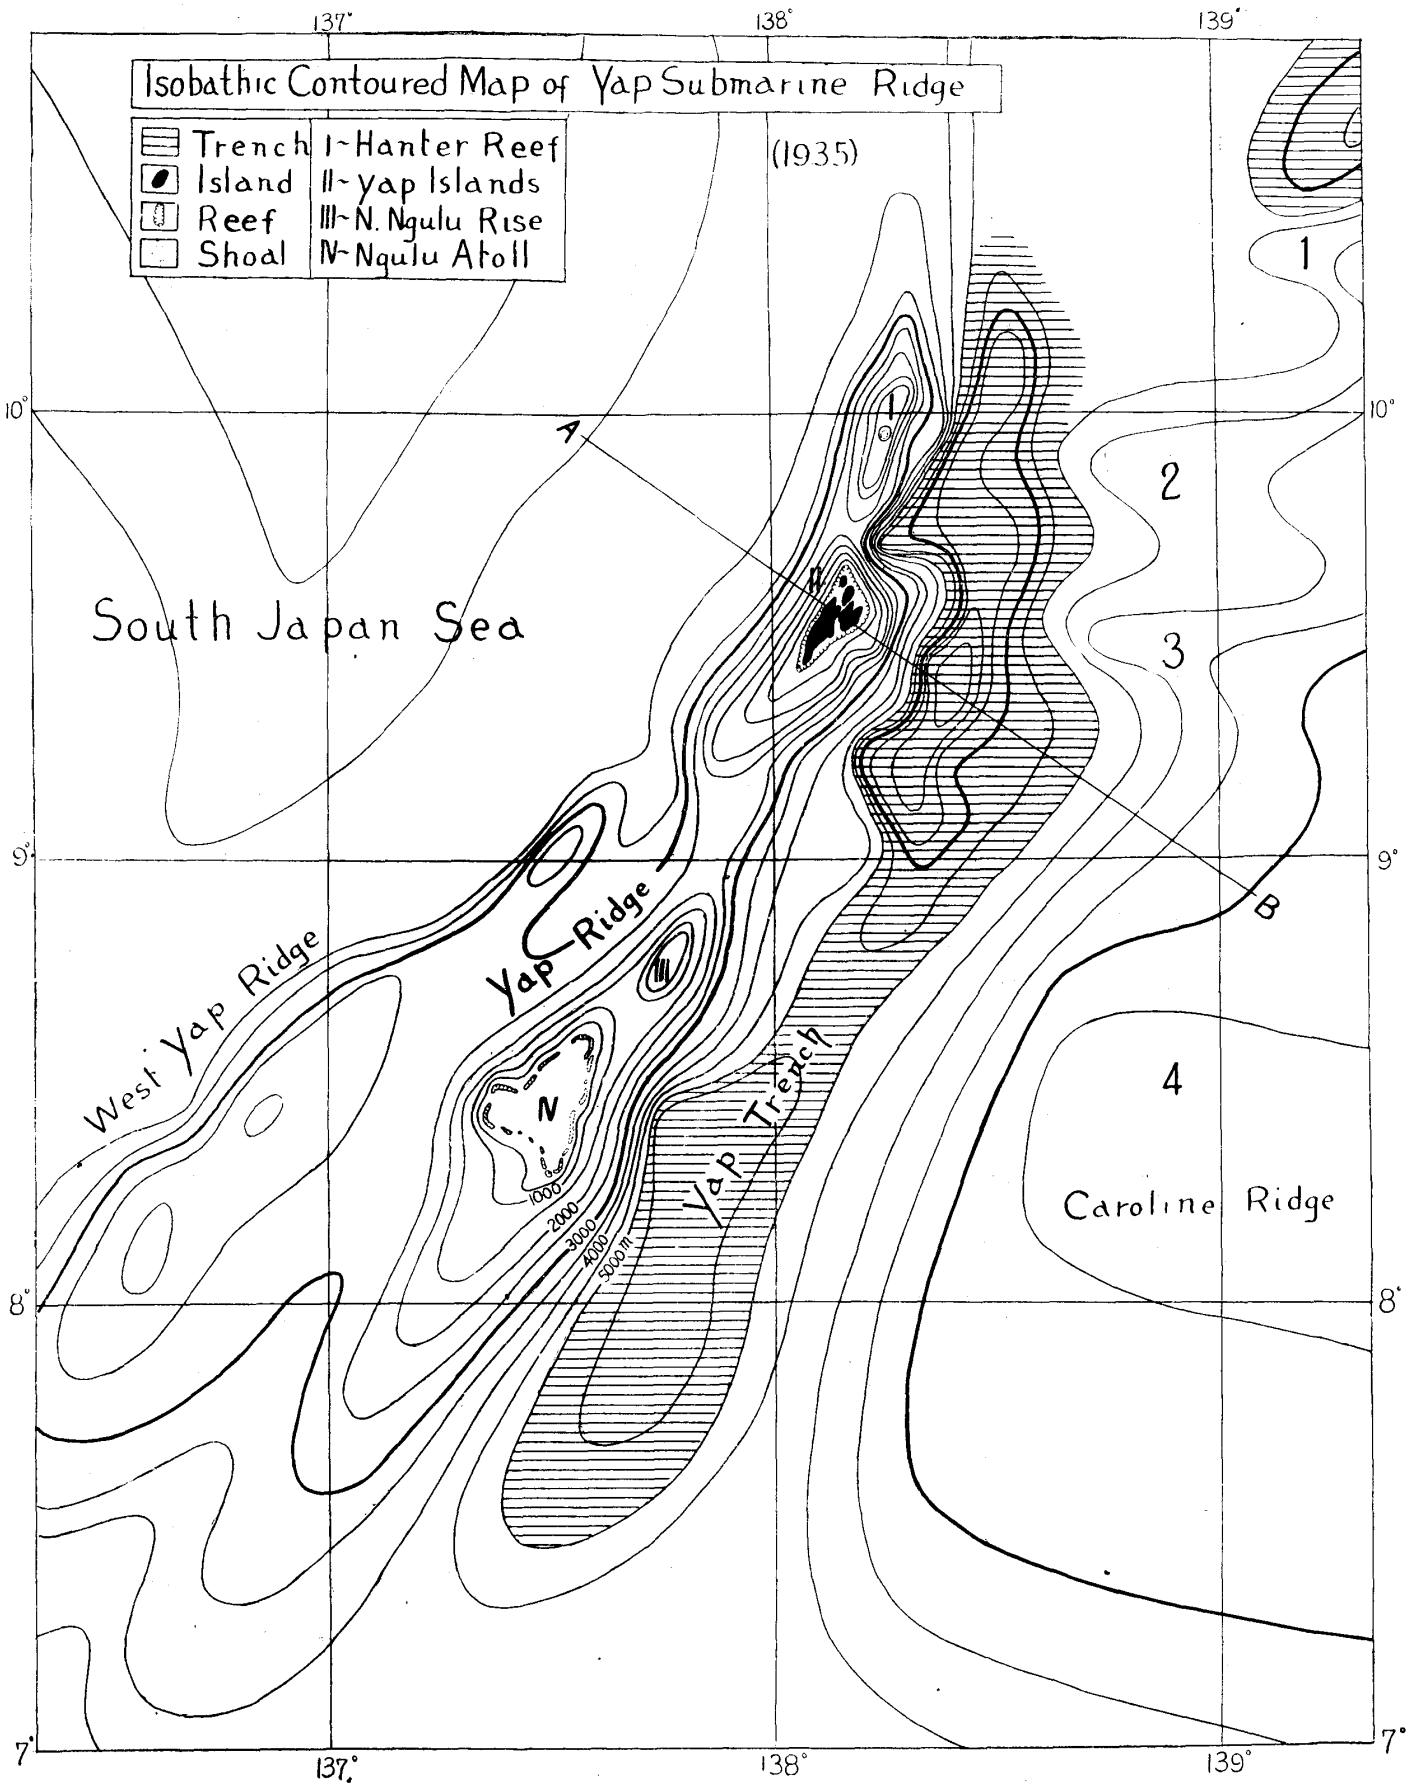 137° 138° 139°
Isobathic Contoured Map of Yap Submarine Ridge
(1935)
Trench I~Hanter Reef
Island II~Yap Islands
Reef III~N. Ngulu Rise
Shoal IV~Ngulu Atoll
1
10° 10°
I
A
2
II
South Japan Sea
3
9° 9°
B
Yap Ridge
West Yap Ridge
III
Yap Trench
4
IV
Caroline Ridge
1000
2000
3000
4000
5000 m
8° 8°
7° 7°
137. 138° 139°